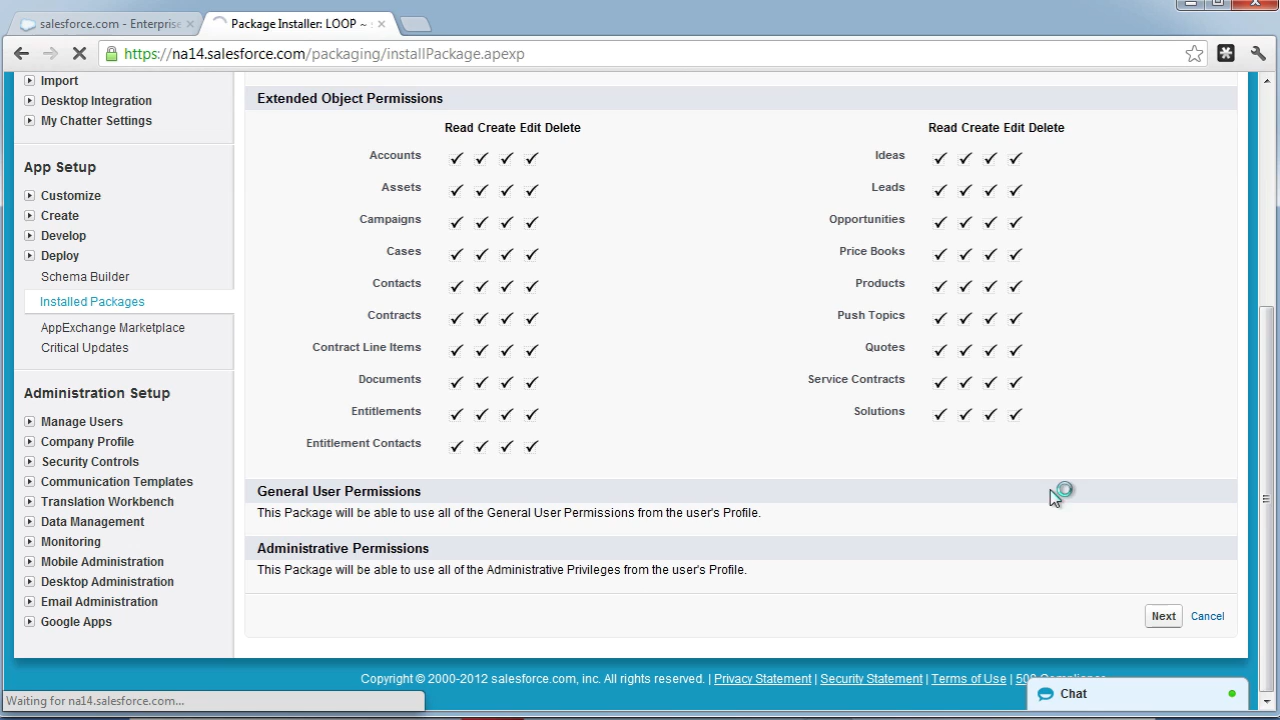 salesforce.com - Enterprise
Package Installer: LOOP ~
https://na14.salesforce.com/packaging/installPackage.apexp
Import
Desktop Integration
My Chatter Settings
App Setup
Customize
Create
Develop
Deploy
Schema Builder
Installed Packages
AppExchange Marketplace
Critical Updates
Administration Setup
Manage Users
Company Profile
Security Controls
Communication Templates
Translation Workbench
Data Management
Monitoring
Mobile Administration
Desktop Administration
Email Administration
Google Apps
Extended Object Permissions
Read Create Edit Delete
Accounts
Assets
Campaigns
Cases
Contacts
Contracts
Contract Line Items
Documents
Entitlements
Entitlement Contacts
Read Create Edit Delete
Ideas
Leads
Opportunities
Price Books
Products
Push Topics
Quotes
Service Contracts
Solutions
General User Permissions
This Package will be able to use all of the General User Permissions from the user's Profile.
Administrative Permissions
This Package will be able to use all of the Administrative Privileges from the user's Profile.
Next Cancel
Copyright © 2000-2012 salesforce.com, inc. All rights reserved. | Privacy Statement | Security Statement | Terms of Use |
Chat
Waiting for na14.salesforce.com...